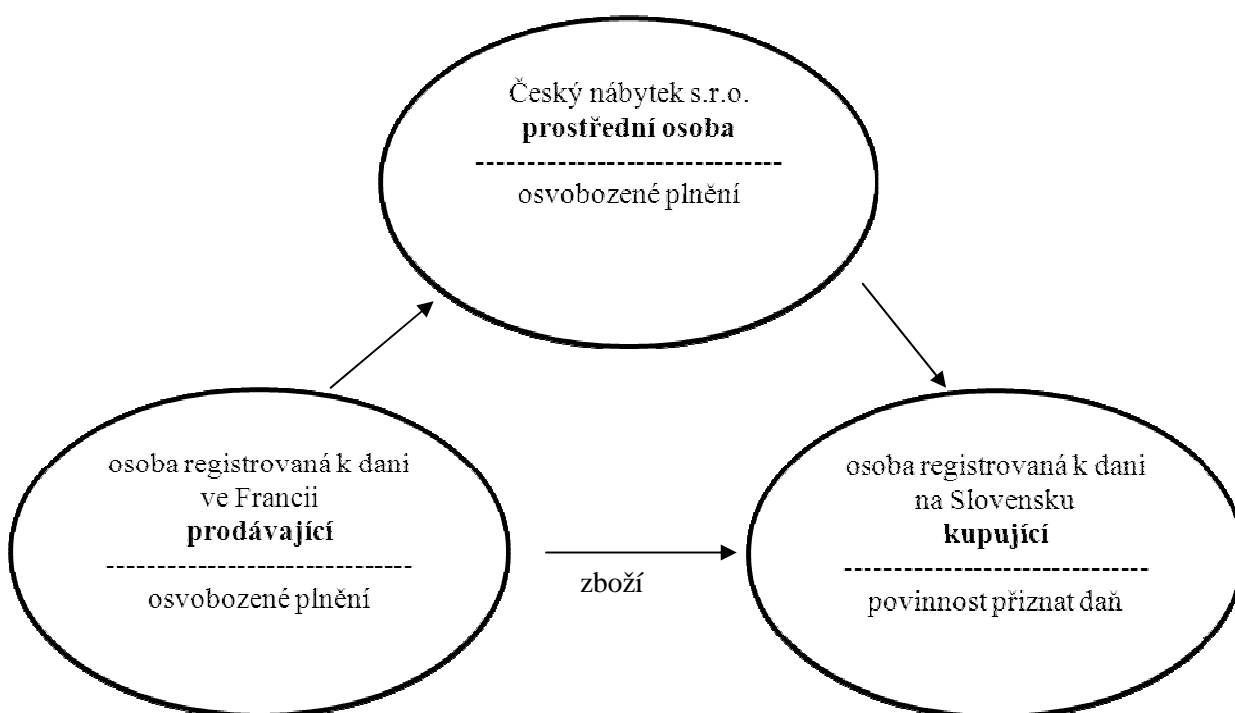 Český nábytek s.r.o.
prostřední osoba
-------------------------------
osvobozené plnění
osoba registrovaná k dani
ve Francii
prodávající
-------------------------------
osvobozené plnění
zboží
osoba registrovaná k dani
na Slovensku
kupující
-------------------------------
povinnost přiznat daň